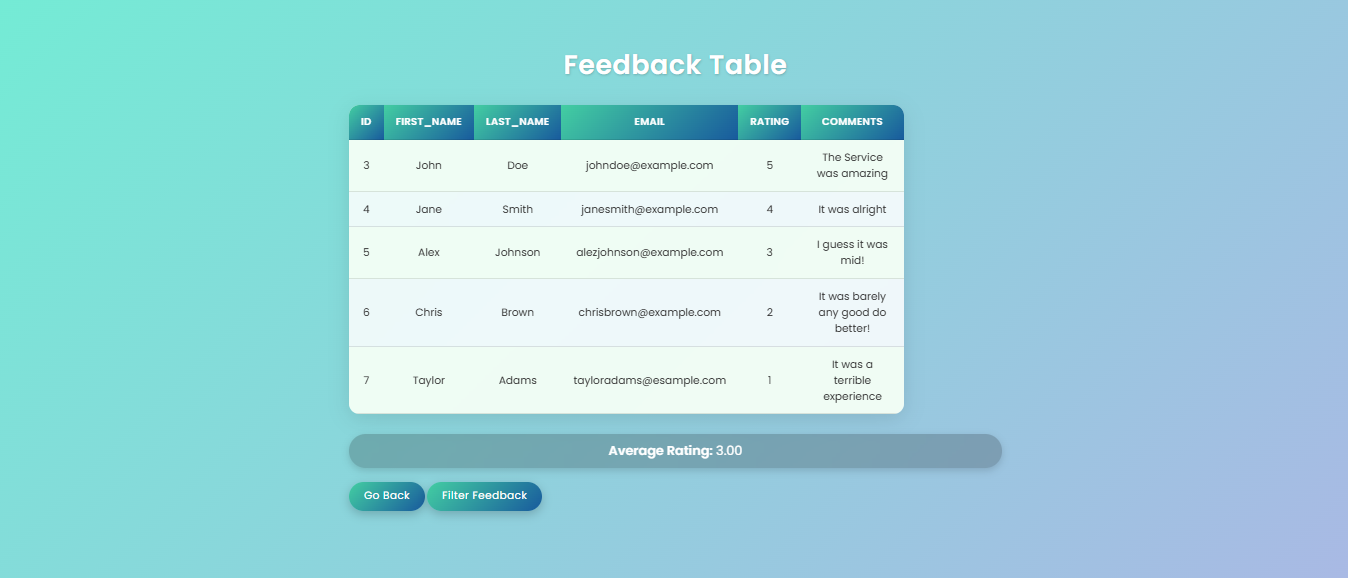 Feedback Table
ID FIRST_NAME LAST_NAME EMAIL RATING COMMENTS
3 John Doe johndoe@example.com 5 The Service
was amazing
4 Jane Smith janesmith@example.com 4 It was alright
5 Alex Johnson alezjohnson@example.com 3 I guess it was
mid!
6 Chris Brown chrisbrown@example.com 2 It was barely
any good do
better!
7 Taylor Adams tayloradams@esample.com 1 It was a
terrible
experience
Average Rating: 3.00
Go Back Filter Feedback